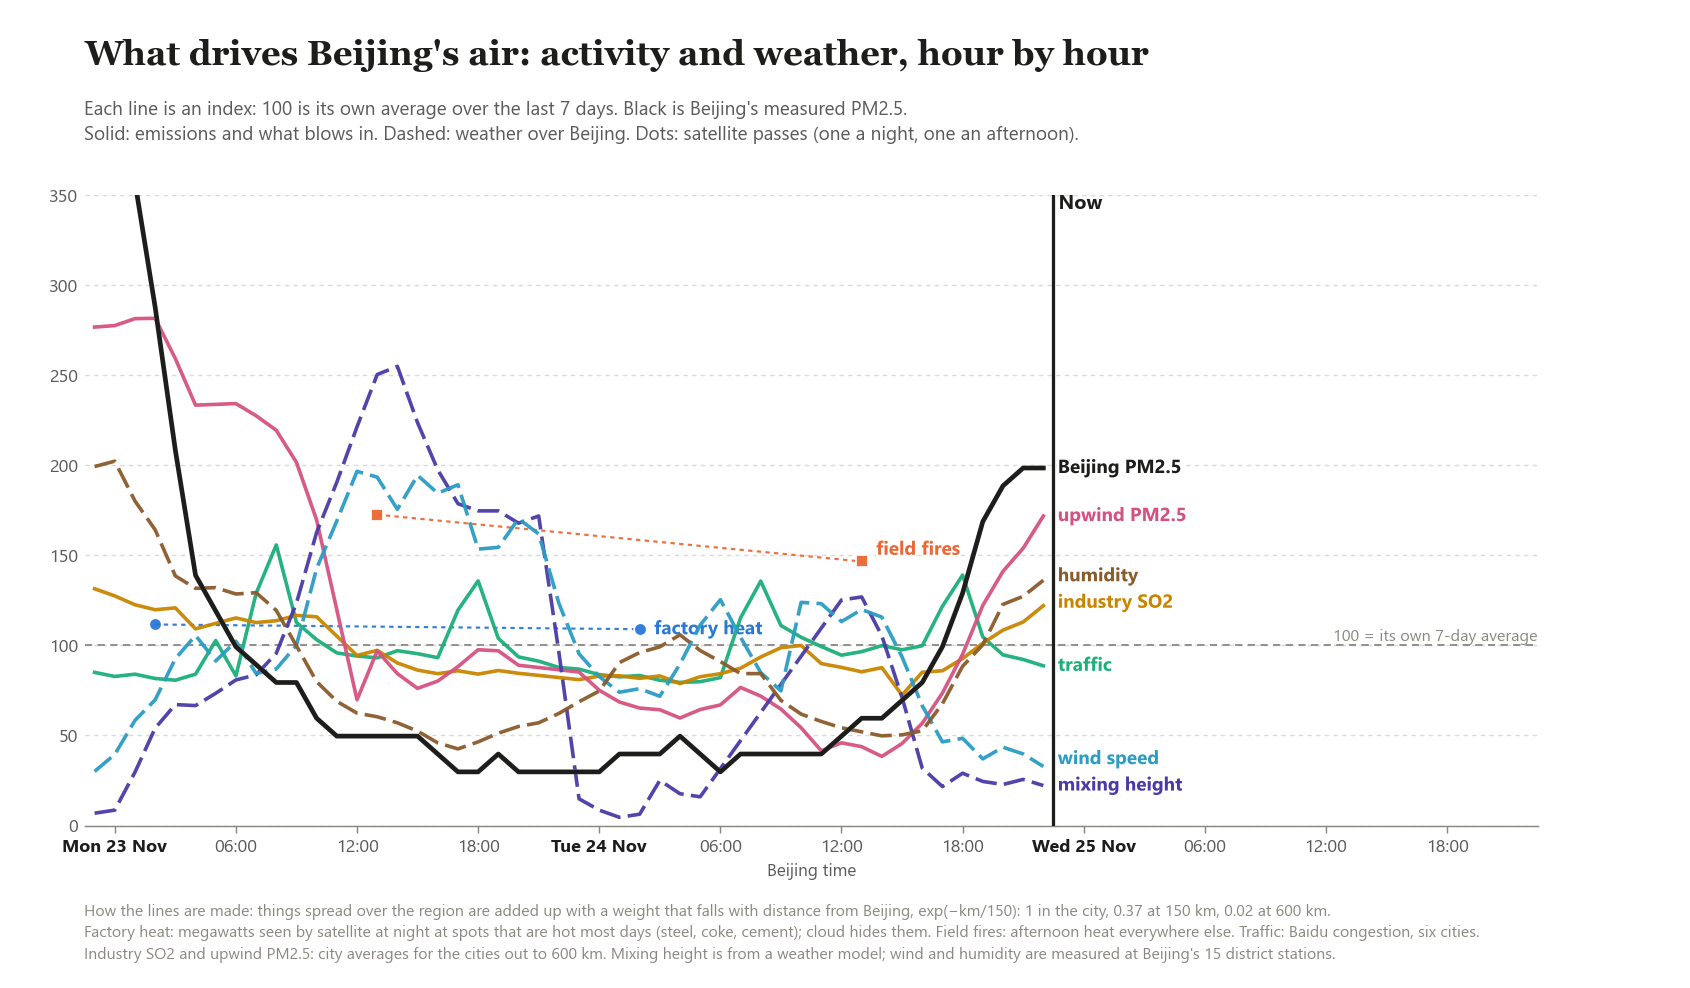 What drives Beijing's air: activity and weather, hour by hour
Each line is an index: 100 is its own average over the last 7 days. Black is Beijing's measured PM2.5.
Solid: emissions and what blows in. Dashed: weather over Beijing. Dots: satellite passes (one a night, one an afternoon).
350
Now
300
250
200
Beijing PM2.5
upwind PM2.5
150
field fires
humidity
industry SO2
factory heat
100
100 = its own 7-day average
traffic
50
wind speed
mixing height
0
Mon 23 Nov
06:00
12:00
18:00
Tue 24 Nov
06:00
12:00
18:00
Wed 25 Nov
06:00
12:00
18:00
Beijing time
How the lines are made: things spread over the region are added up with a weight that falls with distance from Beijing, exp(−km/150): 1 in the city, 0.37 at 150 km, 0.02 at 600 km.
Factory heat: megawatts seen by satellite at night at spots that are hot most days (steel, coke, cement); cloud hides them. Field fires: afternoon heat everywhere else. Traffic: Baidu congestion, six cities.
Industry SO2 and upwind PM2.5: city averages for the cities out to 600 km. Mixing height is from a weather model; wind and humidity are measured at Beijing's 15 district stations.